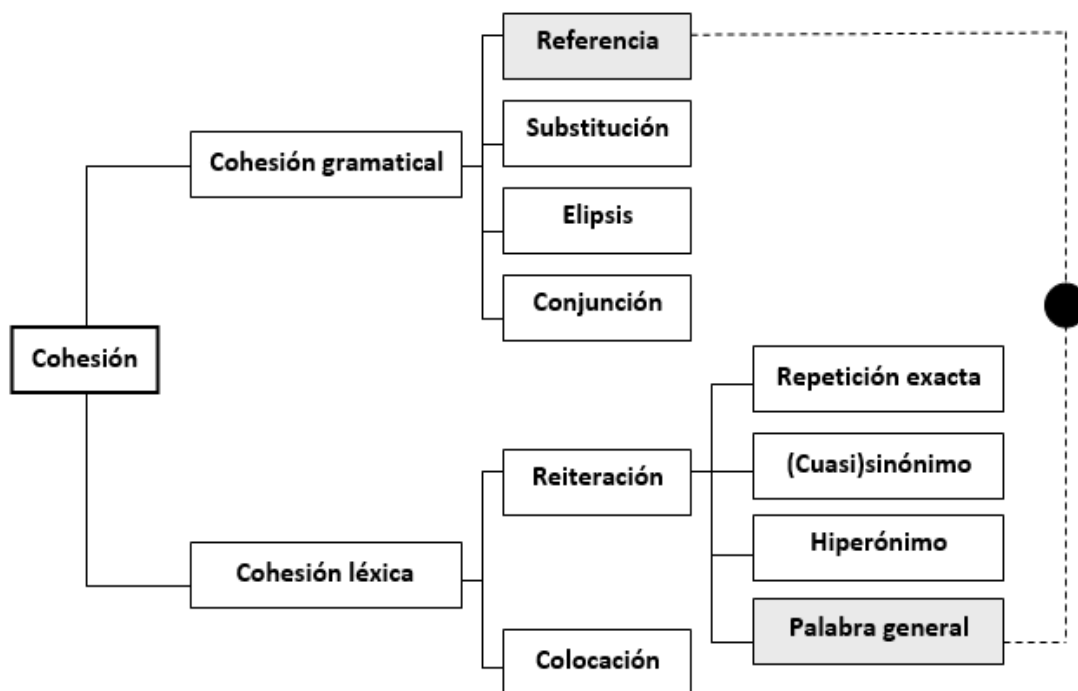 Referencia
Substitución
Cohesión gramatical
Elipsis
Conjunción
Cohesión
Repetición exacta
Reiteración
(Cuasi)sinónimo
Hiperónimo
Cohesión léxica
Palabra general
Colocación